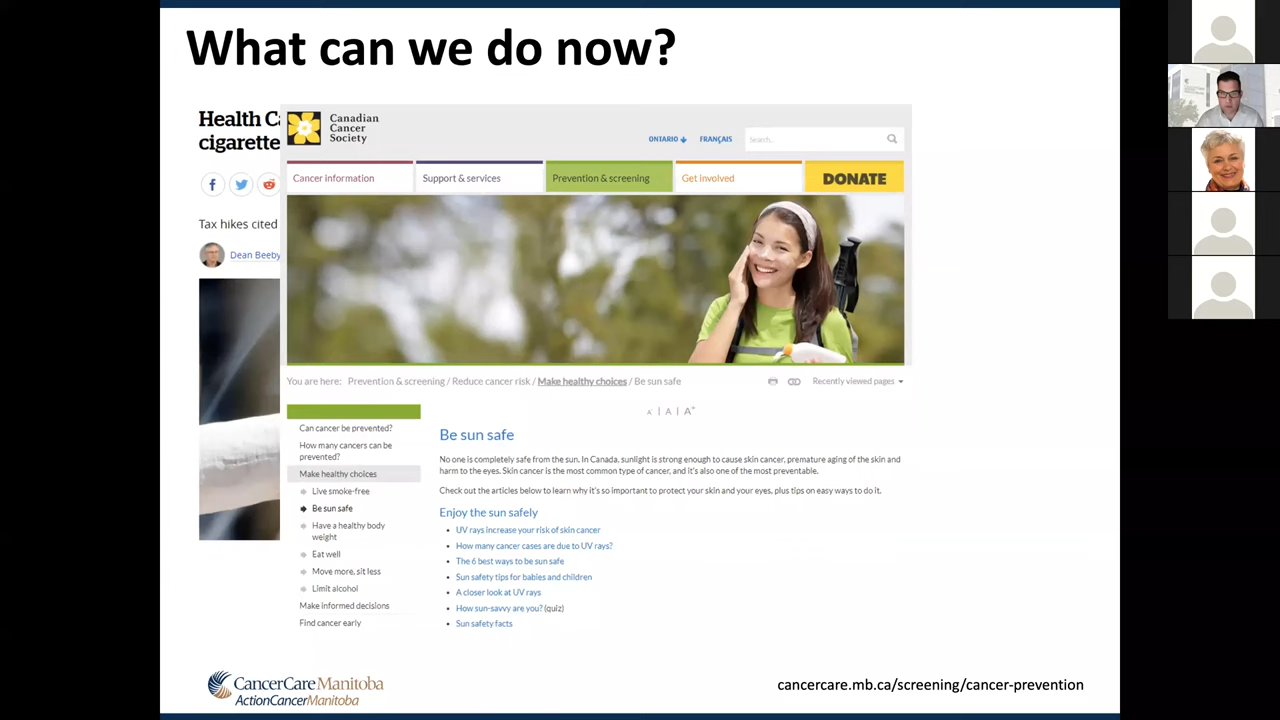 What can we do now?
Health C
cigarette
Tax hikes cited
Dean Beeby
Canadian
Cancer
Society
ONTARIO
FRANÇAIS
Search...
Cancer information
Support & services
Prevention & screening
Get involved
DONATE
You are here: Prevention & screening / Reduce cancer risk / Make healthy choices / Be sun safe
Recently viewed pages
A | A | A+
Can cancer be prevented?
How many cancers can be
prevented?
Make healthy choices
Live smoke-free
Be sun safe
Have a healthy body
weight
Eat well
Move more, sit less
Limit alcohol
Make informed decisions
Find cancer early
Be sun safe
No one is completely safe from the sun. In Canada, sunlight is strong enough to cause skin cancer, premature aging of the skin and
harm to the eyes. Skin cancer is the most common type of cancer, and it's also one of the most preventable.
Check out the articles below to learn why it's so important to protect your skin and your eyes, plus tips on easy ways to do it.
Enjoy the sun safely
• UV rays increase your risk of skin cancer
• How many cancer cases are due to UV rays?
• The 6 best ways to be sun safe
• Sun safety tips for babies and children
• A closer look at UV rays
• How sun-savvy are you? (quiz)
• Sun safety facts
CancerCare Manitoba
ActionCancerManitoba
cancercare.mb.ca/screening/cancer-prevention